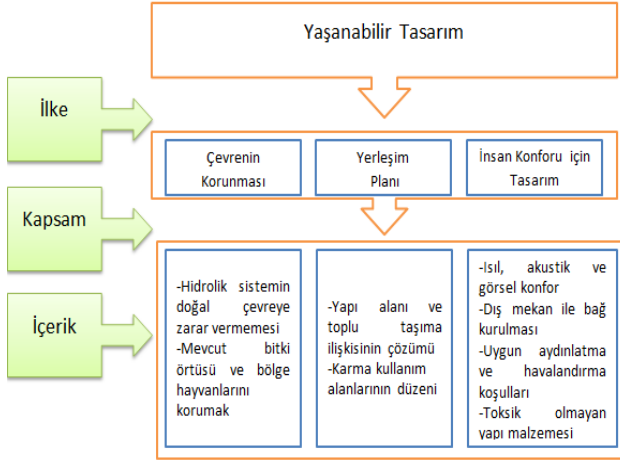 Yaşanabilir Tasarım
İlke
Çevrenin
Korunması
Yerleşim
Planı
İnsan Konforu için
Tasarım
Kapsam
İçerik
-Hidrolik sistemin
doğal çevreye
zarar vermemesi
-Mevcut bitki
örtüsü ve bölge
hayvanlarını
korumak
-Yapı alanı ve
toplu taşıma
ilişkisinin çözümü
-Karma kullanım
alanlarının düzeni
-Isıl, akustik ve
görsel konfor
-Dış mekan ile bağ
kurulması
-Uygun aydınlatma
ve havalandırma
koşulları
-Toksik olmayan
yapı malzemesi